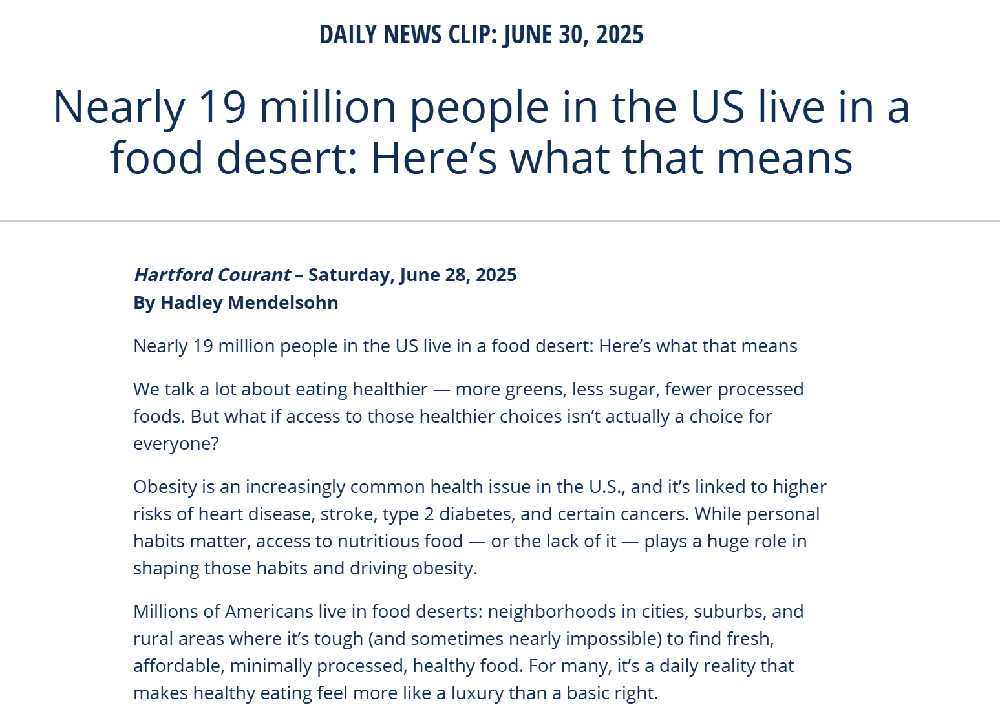 DAILY NEWS CLIP: JUNE 30, 2025
Nearly 19 million people in the US live in a
food desert: Here’s what that means
Hartford Courant – Saturday, June 28, 2025
By Hadley Mendelsohn
Nearly 19 million people in the US live in a food desert: Here’s what that means
We talk a lot about eating healthier — more greens, less sugar, fewer processed
foods. But what if access to those healthier choices isn’t actually a choice for
everyone?
Obesity is an increasingly common health issue in the U.S., and it’s linked to higher
risks of heart disease, stroke, type 2 diabetes, and certain cancers. While personal
habits matter, access to nutritious food — or the lack of it — plays a huge role in
shaping those habits and driving obesity.
Millions of Americans live in food deserts: neighborhoods in cities, suburbs, and
rural areas where it’s tough (and sometimes nearly impossible) to find fresh,
affordable, minimally processed, healthy food. For many, it’s a daily reality that
makes healthy eating feel more like a luxury than a basic right.